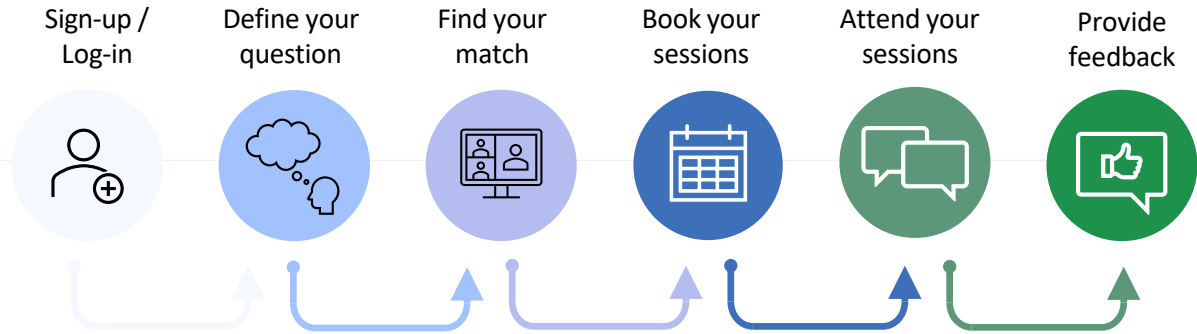 Sign-up /
Log-in
Define your
question
Find your
match
Book your
sessions
Attend your
sessions
Provide
feedback